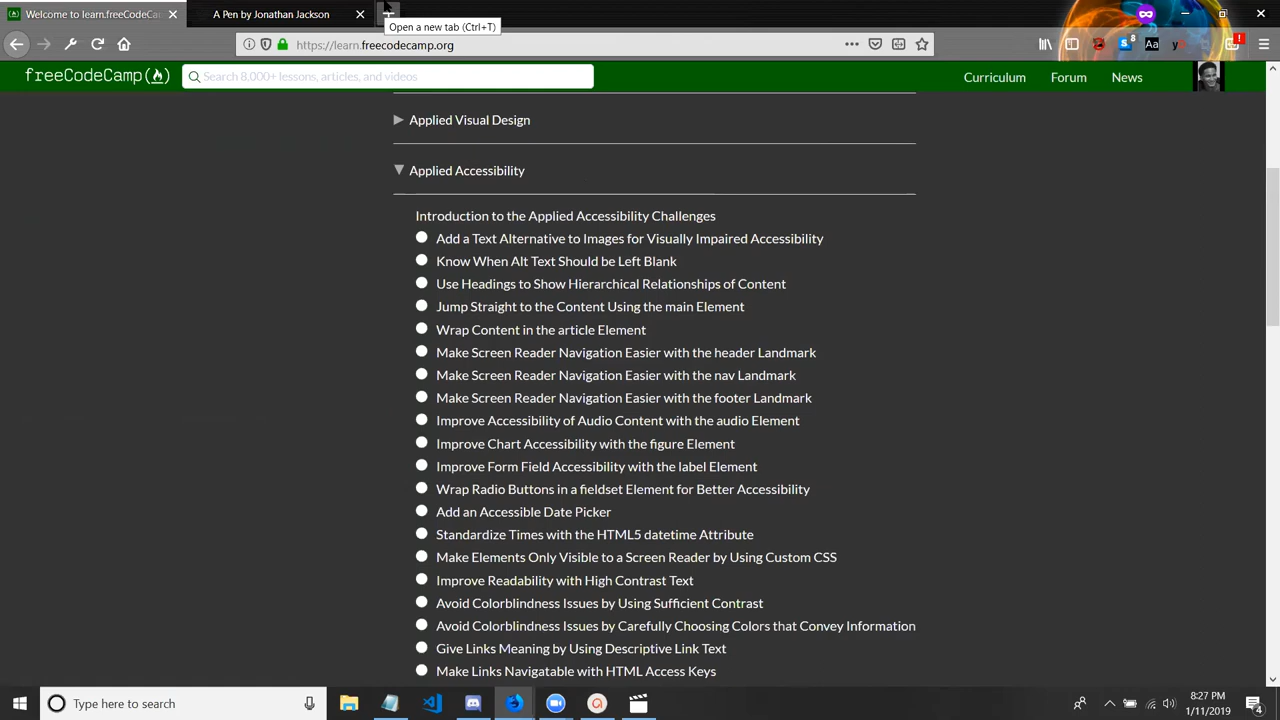 Welcome to learn.freeCodeCa
A Pen by Jonathan Jackson
Open a new tab (Ctrl+T)
https://learn.freecodecamp.org
8
Aa
!
freeCodeCamp
Search 8,000+ lessons, articles, and videos
Curriculum
Forum
News
Applied Visual Design
Applied Accessibility
Introduction to the Applied Accessibility Challenges
Add a Text Alternative to Images for Visually Impaired Accessibility
Know When Alt Text Should be Left Blank
Use Headings to Show Hierarchical Relationships of Content
Jump Straight to the Content Using the main Element
Wrap Content in the article Element
Make Screen Reader Navigation Easier with the header Landmark
Make Screen Reader Navigation Easier with the nav Landmark
Make Screen Reader Navigation Easier with the footer Landmark
Improve Accessibility of Audio Content with the audio Element
Improve Chart Accessibility with the figure Element
Improve Form Field Accessibility with the label Element
Wrap Radio Buttons in a fieldset Element for Better Accessibility
Add an Accessible Date Picker
Standardize Times with the HTML5 datetime Attribute
Make Elements Only Visible to a Screen Reader by Using Custom CSS
Improve Readability with High Contrast Text
Avoid Colorblindness Issues by Using Sufficient Contrast
Avoid Colorblindness Issues by Carefully Choosing Colors that Convey Information
Give Links Meaning by Using Descriptive Link Text
Make Links Navigatable with HTML Access Keys
Type here to search
8:27 PM
1/11/2019
4